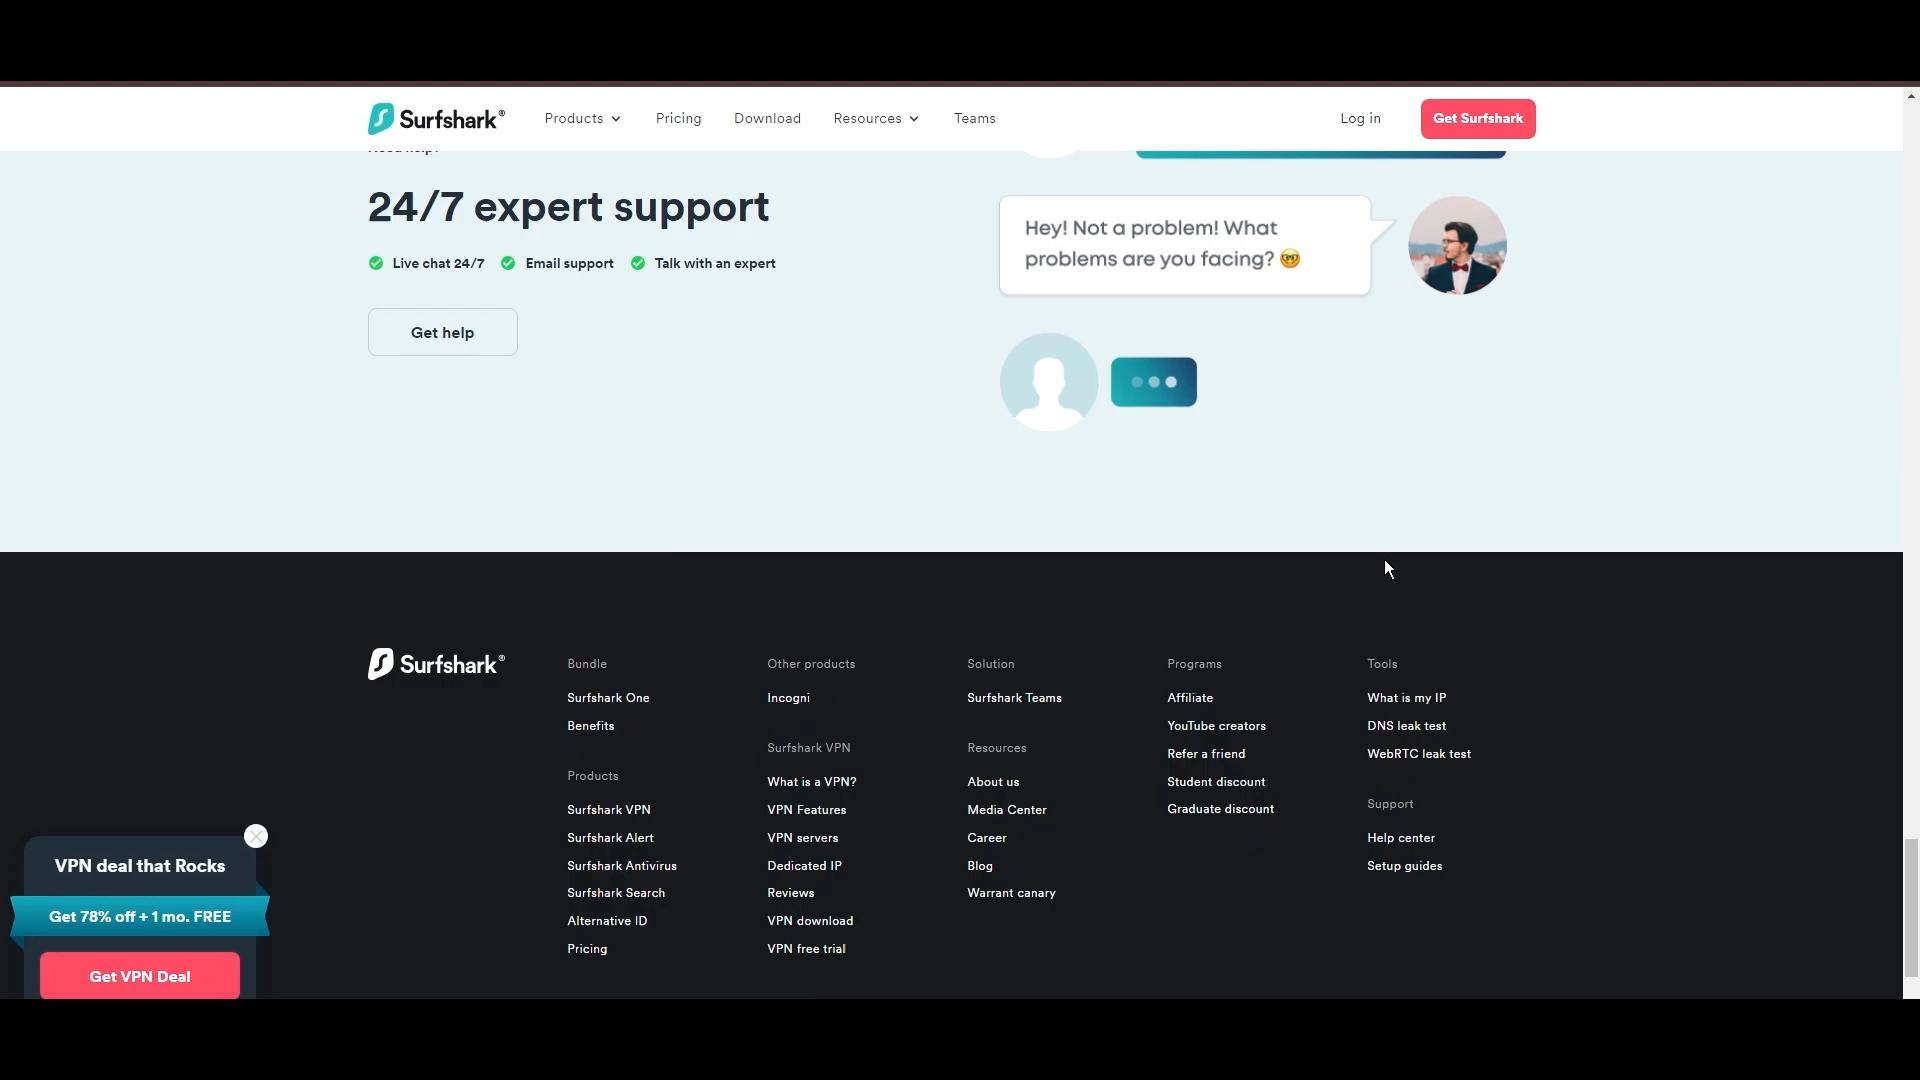 Surfshark®
Products
Pricing
Download
Resources
Teams
Log in
Get Surfshark
24/7 expert support
Live chat 24/7
Email support
Talk with an expert
Get help
Hey! Not a problem! What
problems are you facing? 🤓
Surfshark®
Bundle
Surfshark One
Benefits
Products
Surfshark VPN
Surfshark Alert
Surfshark Antivirus
Surfshark Search
Alternative ID
Pricing
Other products
Incogni
Surfshark VPN
What is a VPN?
VPN Features
VPN servers
Dedicated IP
Reviews
VPN download
VPN free trial
Solution
Surfshark Teams
Resources
About us
Media Center
Career
Blog
Warrant canary
Programs
Affiliate
YouTube creators
Refer a friend
Student discount
Graduate discount
Tools
What is my IP
DNS leak test
WebRTC leak test
Support
Help center
Setup guides
VPN deal that Rocks
Get 78% off + 1 mo. FREE
Get VPN Deal